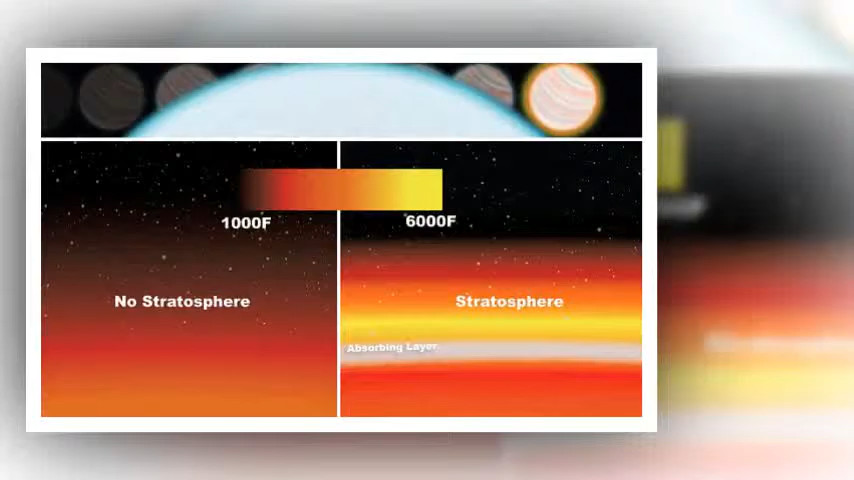 1000F
6000F
No Stratosphere
Stratosphere
Absorbing Layer